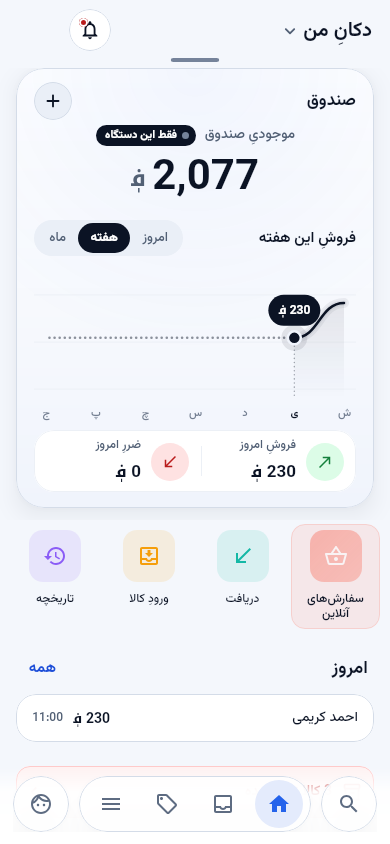 دکانِ من
صندوق
موجودیِ صندوق
فقط این دستگاه
2,077 ؋
فروشِ این هفته
امروز
هفته
ماه
230 ؋
ش
ی
د
س
چ
پ
ج
فروشِ امروز
230 ؋
ضررِ امروز
0 ؋
سفارش‌های آنلاین
دریافت
ورودِ کالا
تاریخچه
امروز
همه
احمد کریمی
230 ؋
11:00